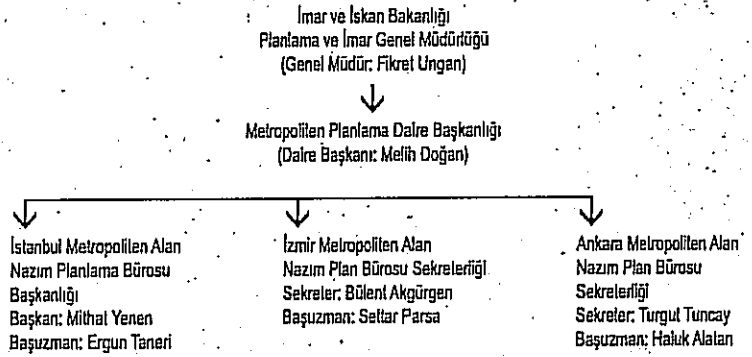 İmar ve İskan Bakanlığı
Planlama ve İmar Genel Müdürlüğü
(Genel Müdür: Fikret Ungan)
Metropoliten Planlama Daire Başkanlığı
(Daire Başkanı: Melih Doğan)
İstanbul Metropoliten Alan
Nazım Planlama Bürosu
Başkanlığı
Başkan: Mithat Yenen
Başuzman: Ergun Taneri
İzmir Metropoliten Alan
Nazım Plan Bürosu Sekreterliği
Sekreter: Bülent Akgürgen
Başuzman: Settar Parsa
Ankara Metropoliten Alan
Nazım Plan Bürosu
Sekreterliği
Sekreter: Turgut Tuncay
Başuzman: Haluk Alatan